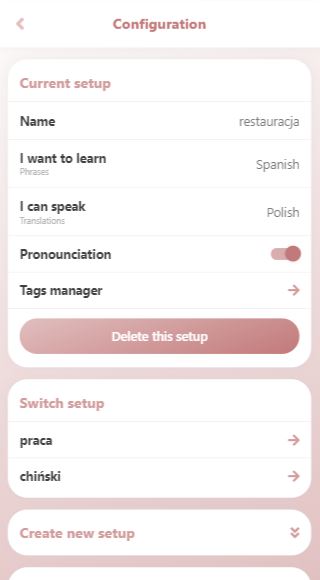 Configuration
Current setup
Name restauracja
I want to learn Spanish
Phrases
I can speak Polish
Translations
Pronounciation
Tags manager
Delete this setup
Switch setup
praca
chiński
Create new setup